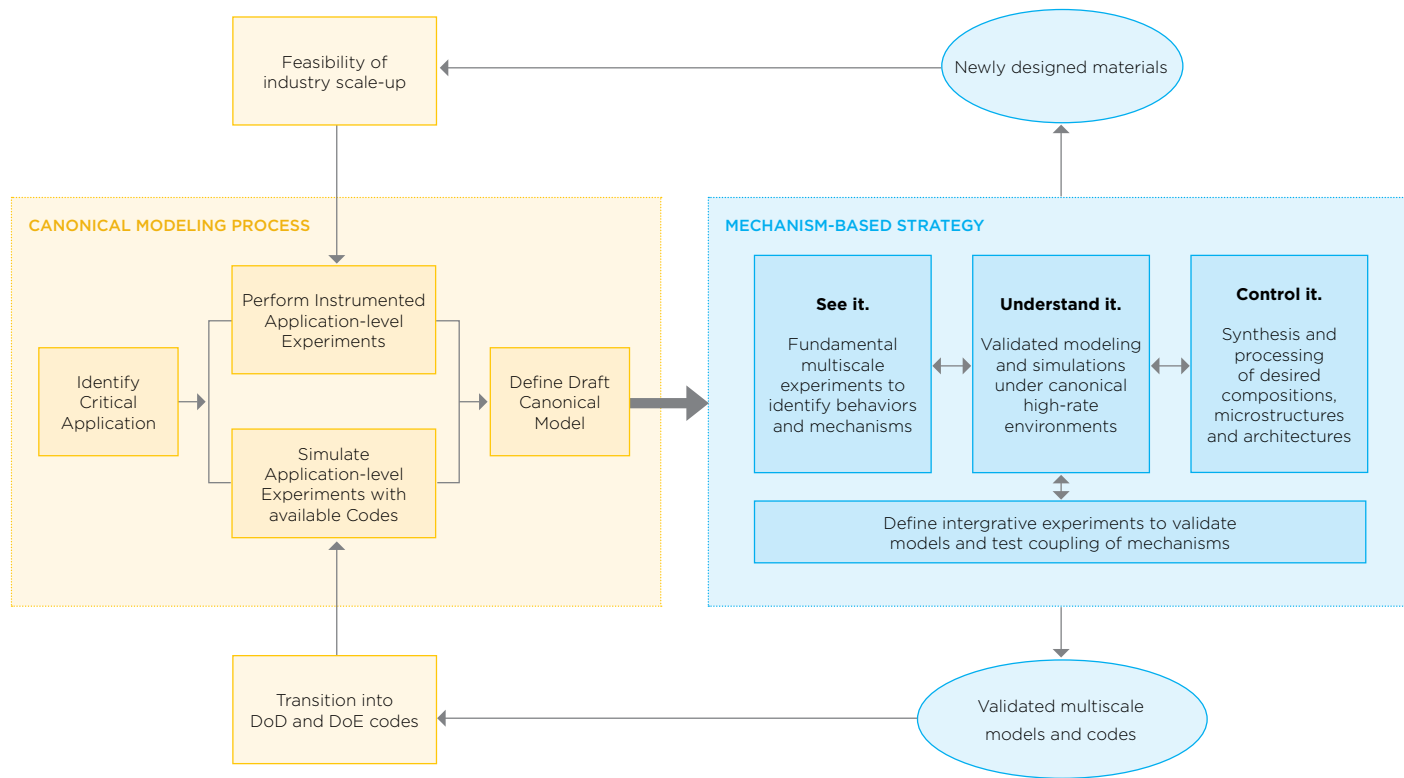 Feasibility of
industry scale-up
Newly designed materials
CANONICAL MODELING PROCESS
Identify
Critical
Application
Perform Instrumented
Application-level
Experiments
Simulate
Application-level
Experiments with
available Codes
Define Draft
Canonical
Model
MECHANISM-BASED STRATEGY
See it.
Fundamental
multiscale
experiments to
identify behaviors
and mechanisms
Understand it.
Validated modeling
and simulations
under canonical
high-rate
environments
Control it.
Synthesis and
processing
of desired
compositions,
microstructures
and architectures
Define intergrative experiments to validate
models and test coupling of mechanisms
Transition into
DoD and DoE codes
Validated multiscale
models and codes